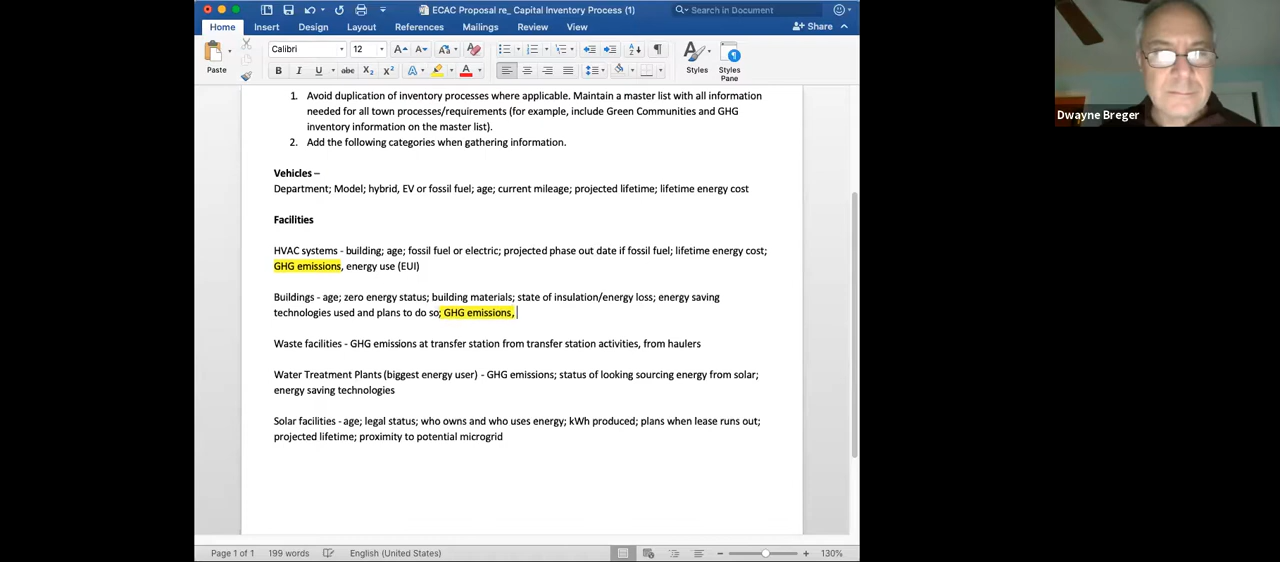 ECAC Proposal re_ Capital Inventory Process (1)
Search in Document
Home Insert Design Layout References Mailings Review View
Share
Paste
Calibri
12
Styles
Styles Pane
1. Avoid duplication of inventory processes where applicable. Maintain a master list with all information
needed for all town processes/requirements (for example, include Green Communities and GHG
inventory information on the master list).
2. Add the following categories when gathering information.
Vehicles –
Department; Model; hybrid, EV or fossil fuel; age; current mileage; projected lifetime; lifetime energy cost
Facilities
HVAC systems - building; age; fossil fuel or electric; projected phase out date if fossil fuel; lifetime energy cost;
GHG emissions, energy use (EUI)
Buildings - age; zero energy status; building materials; state of insulation/energy loss; energy saving
technologies used and plans to do so; GHG emissions,
Waste facilities - GHG emissions at transfer station from transfer station activities, from haulers
Water Treatment Plants (biggest energy user) - GHG emissions; status of looking sourcing energy from solar;
energy saving technologies
Solar facilities - age; legal status; who owns and who uses energy; kWh produced; plans when lease runs out;
projected lifetime; proximity to potential microgrid
Page 1 of 1 199 words English (United States) 130%
Dwayne Breger